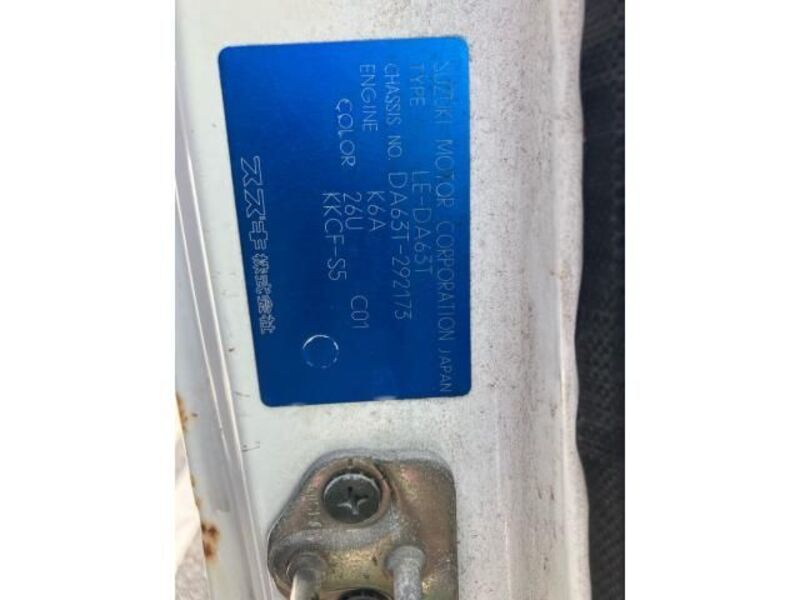 SUZUKI MOTOR CORPORATION JAPAN
TYPE LE-DA63T
CHASSIS NO. DA63T-292173
ENGINE K6A
COLOR 26U C01
KKCF-S5
スズキ株式会社